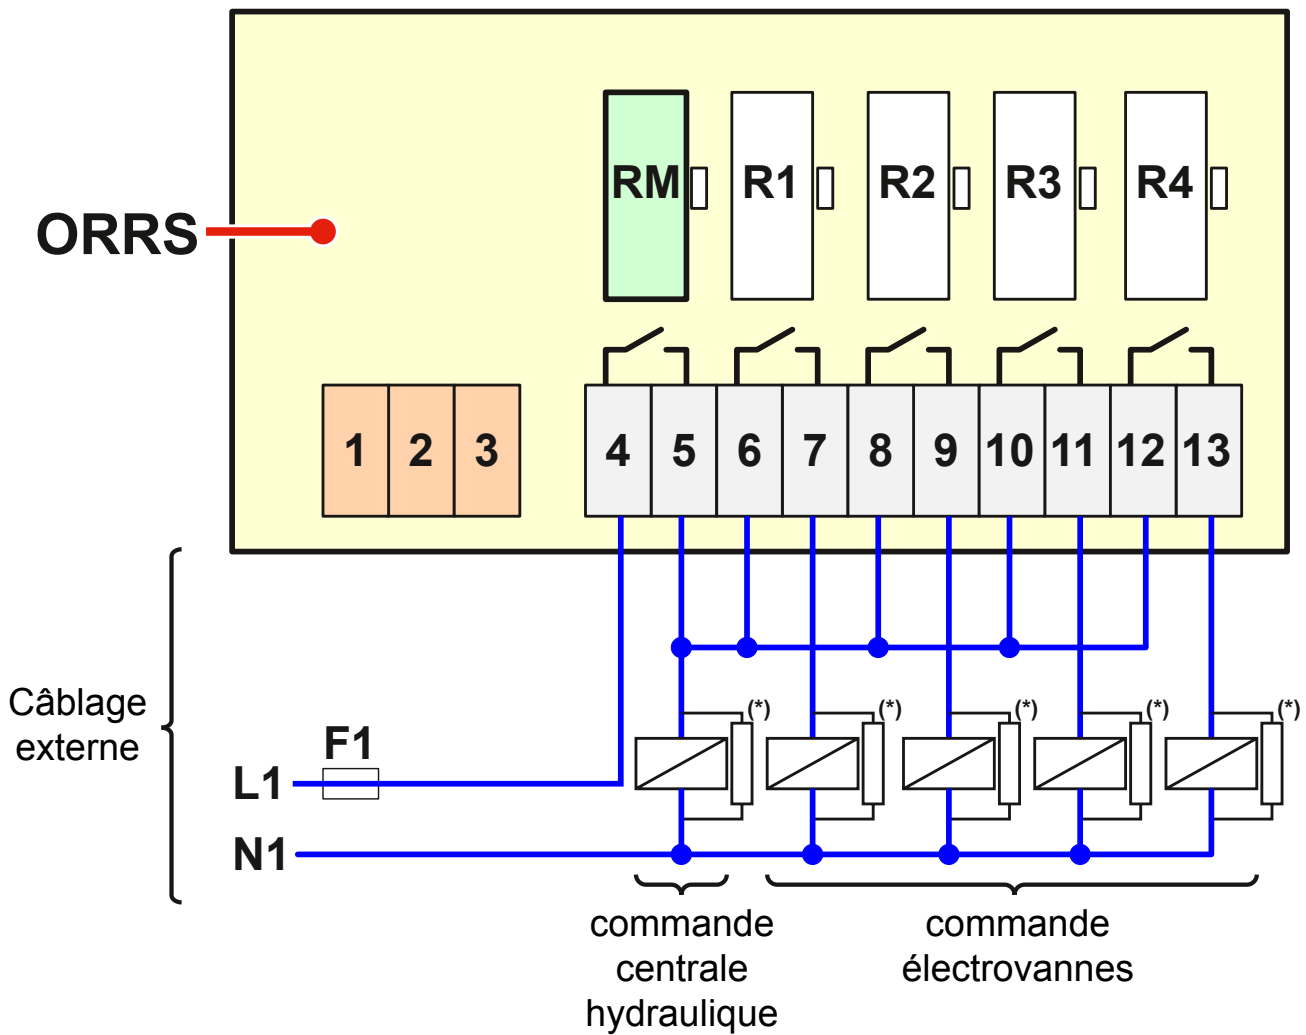 RM R1 R2 R3 R4
ORRS
1 2 3 4 5 6 7 8 9 10 11 12 13
Câblage
externe
(*) (*) (*) (*) (*)
F1
L1
N1
commande
centrale
hydraulique
commande
électrovannes